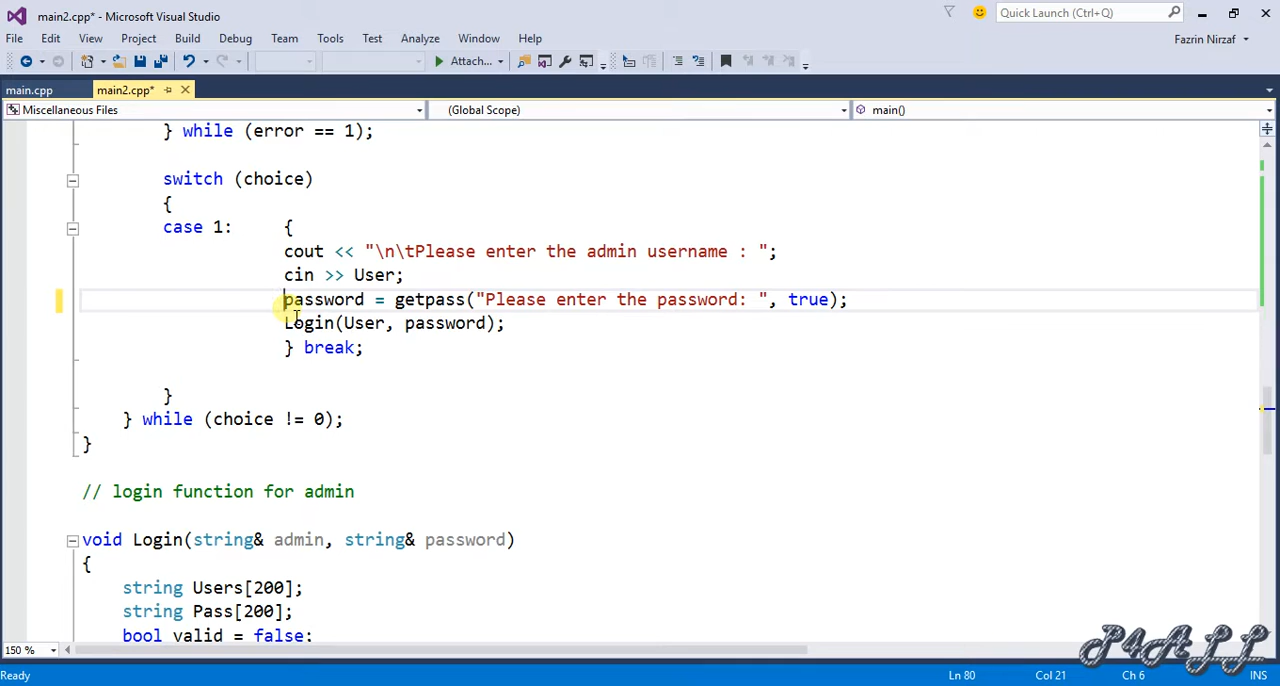 main2.cpp* - Microsoft Visual Studio
Quick Launch (Ctrl+Q)
File Edit View Project Build Debug Team Tools Test Analyze Window Help
Fazrin Nirzaf
Attach...
main.cpp main2.cpp*
Miscellaneous Files (Global Scope) main()
} while (error == 1);
switch (choice)
{
case 1: {
cout << "\n\tPlease enter the admin username : ";
cin >> User;
password = getpass("Please enter the password: ", true);
Login(User, password);
} break;
}
} while (choice != 0);
}
// login function for admin
void Login(string& admin, string& password)
{
string Users[200];
string Pass[200];
bool valid = false;
150 %
P4ALL
Ready Ln 80 Col 21 Ch 6 INS